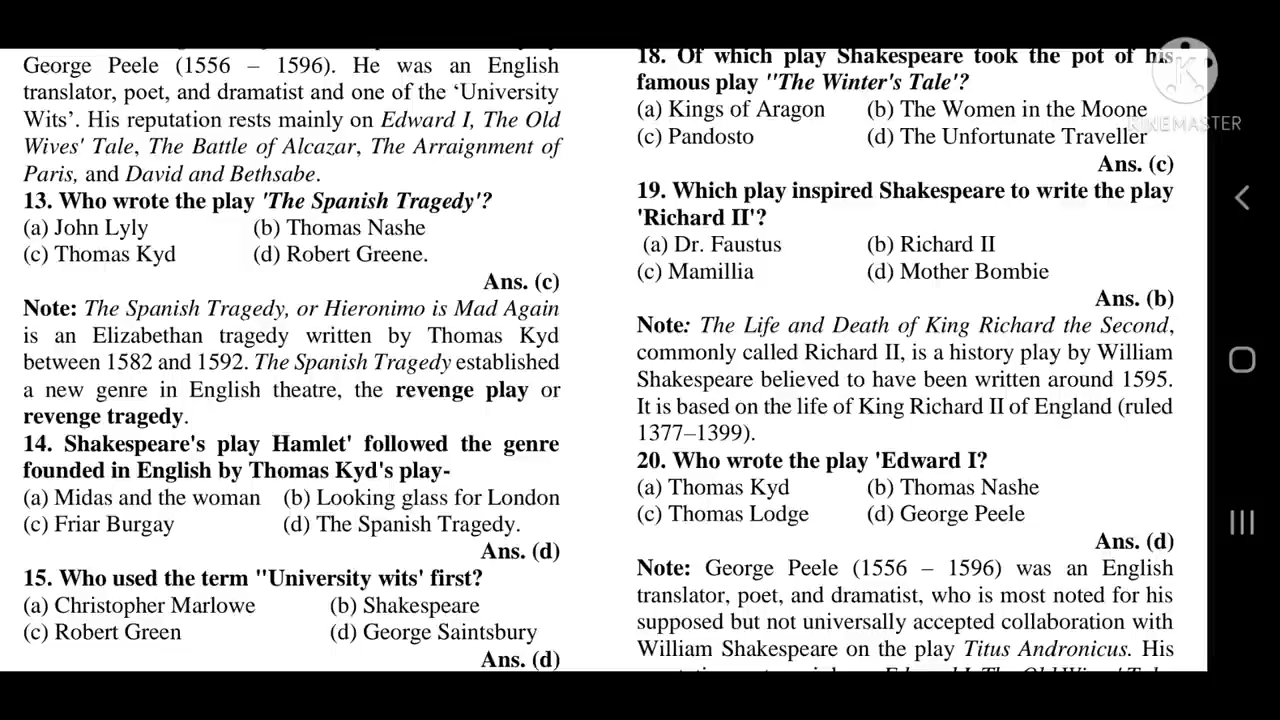 George Peele (1556 – 1596). He was an English
translator, poet, and dramatist and one of the ‘University
Wits’. His reputation rests mainly on Edward I, The Old
Wives' Tale, The Battle of Alcazar, The Arraignment of
Paris, and David and Bethsabe.
13. Who wrote the play 'The Spanish Tragedy'?
(a) John Lyly (b) Thomas Nashe
(c) Thomas Kyd (d) Robert Greene.
Ans. (c)
Note: The Spanish Tragedy, or Hieronimo is Mad Again
is an Elizabethan tragedy written by Thomas Kyd
between 1582 and 1592. The Spanish Tragedy established
a new genre in English theatre, the revenge play or
revenge tragedy.
14. Shakespeare's play Hamlet' followed the genre
founded in English by Thomas Kyd's play-
(a) Midas and the woman (b) Looking glass for London
(c) Friar Burgay (d) The Spanish Tragedy.
Ans. (d)
15. Who used the term "University wits' first?
(a) Christopher Marlowe (b) Shakespeare
(c) Robert Green (d) George Saintsbury
Ans. (d)
18. Of which play Shakespeare took the pot of his
famous play "The Winter's Tale'?
(a) Kings of Aragon (b) The Women in the Moone
(c) Pandosto (d) The Unfortunate Traveller
Ans. (c)
19. Which play inspired Shakespeare to write the play
'Richard II'?
(a) Dr. Faustus (b) Richard II
(c) Mamillia (d) Mother Bombie
Ans. (b)
Note: The Life and Death of King Richard the Second,
commonly called Richard II, is a history play by William
Shakespeare believed to have been written around 1595.
It is based on the life of King Richard II of England (ruled
1377–1399).
20. Who wrote the play 'Edward I?
(a) Thomas Kyd (b) Thomas Nashe
(c) Thomas Lodge (d) George Peele
Ans. (d)
Note: George Peele (1556 – 1596) was an English
translator, poet, and dramatist, who is most noted for his
supposed but not universally accepted collaboration with
William Shakespeare on the play Titus Andronicus. His
K
KINEMASTER